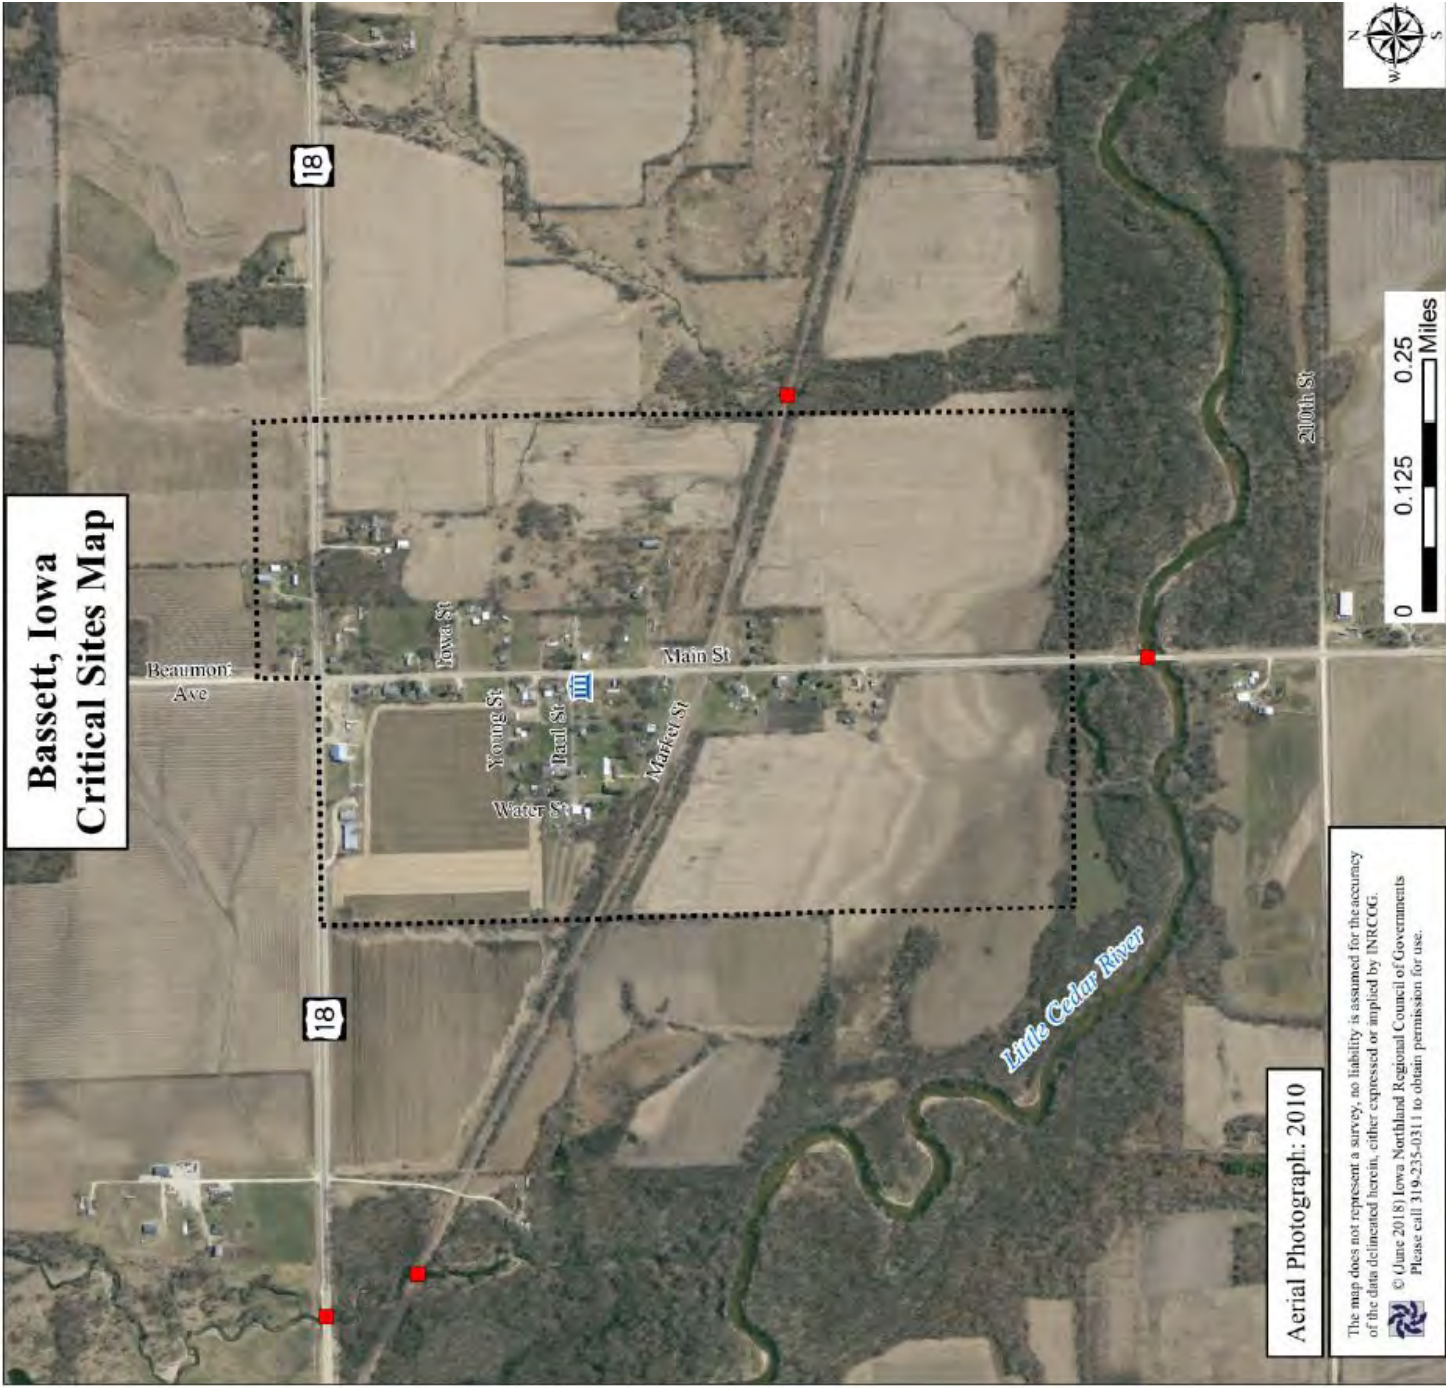 Bassett, Iowa
Critical Sites Map
N
S
W
18
18
Beaumont
Ave
Iowa St
Main St
Young St
Paul St
Water St
Market St
210th St
Little Cedar River
0 0.125 0.25
Miles
Aerial Photograph: 2010
The map does not represent a survey, no liability is assumed for the accuracy
of the data delineated herein, either expressed or implied by INRCOG.
© (June 2018) Iowa Northland Regional Council of Governments
Please call 319-235-0311 to obtain permission for use.